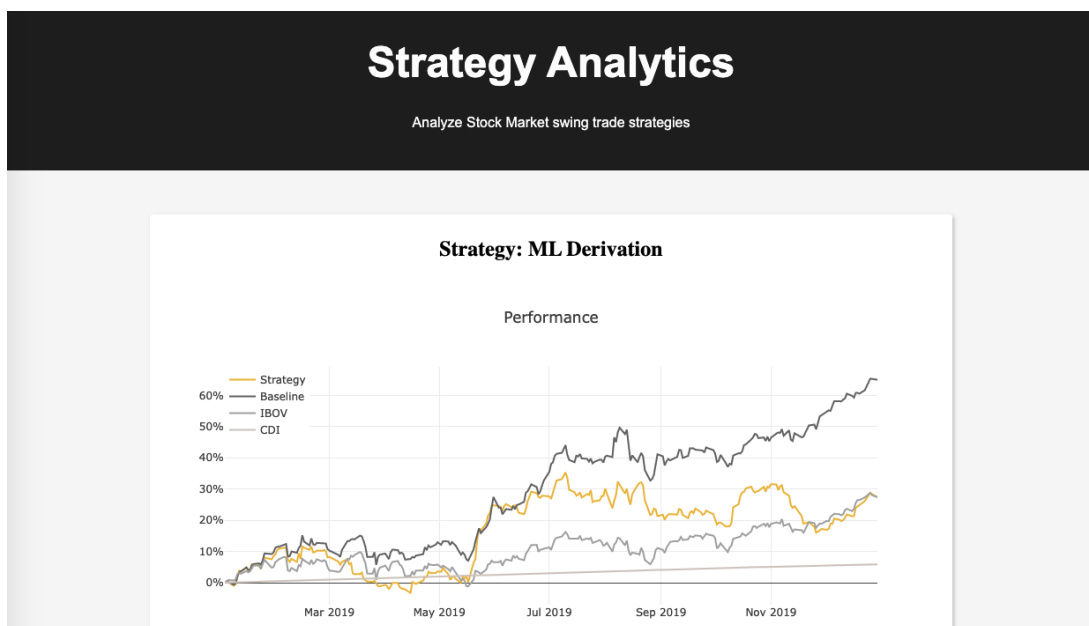 Strategy Analytics
Analyze Stock Market swing trade strategies
Strategy: ML Derivation
Performance
Strategy
Baseline
IBOV
CDI
60%
50%
40%
30%
20%
10%
0%
Mar 2019
May 2019
Jul 2019
Sep 2019
Nov 2019